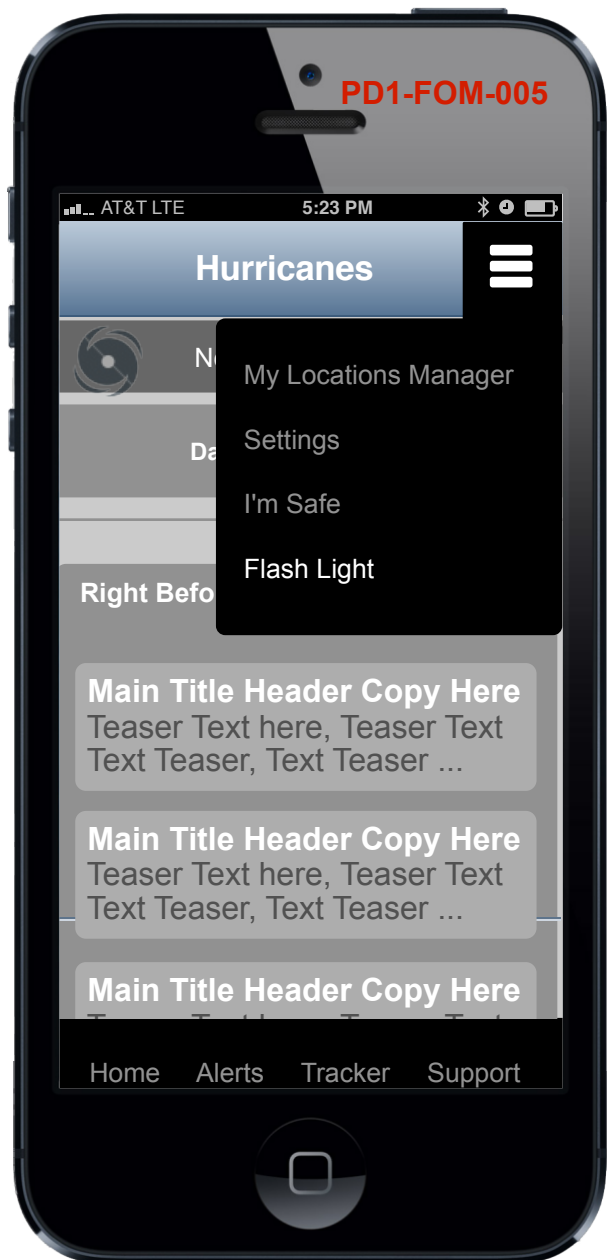 PD1-FOM-005
AT&T LTE 5:23 PM
Hurricanes
My Locations Manager
Settings
I'm Safe
Flash Light
Right Befo
Main Title Header Copy Here
Teaser Text here, Teaser Text
Text Teaser, Text Teaser ...
Main Title Header Copy Here
Teaser Text here, Teaser Text
Text Teaser, Text Teaser ...
Main Title Header Copy Here
Home Alerts Tracker Support